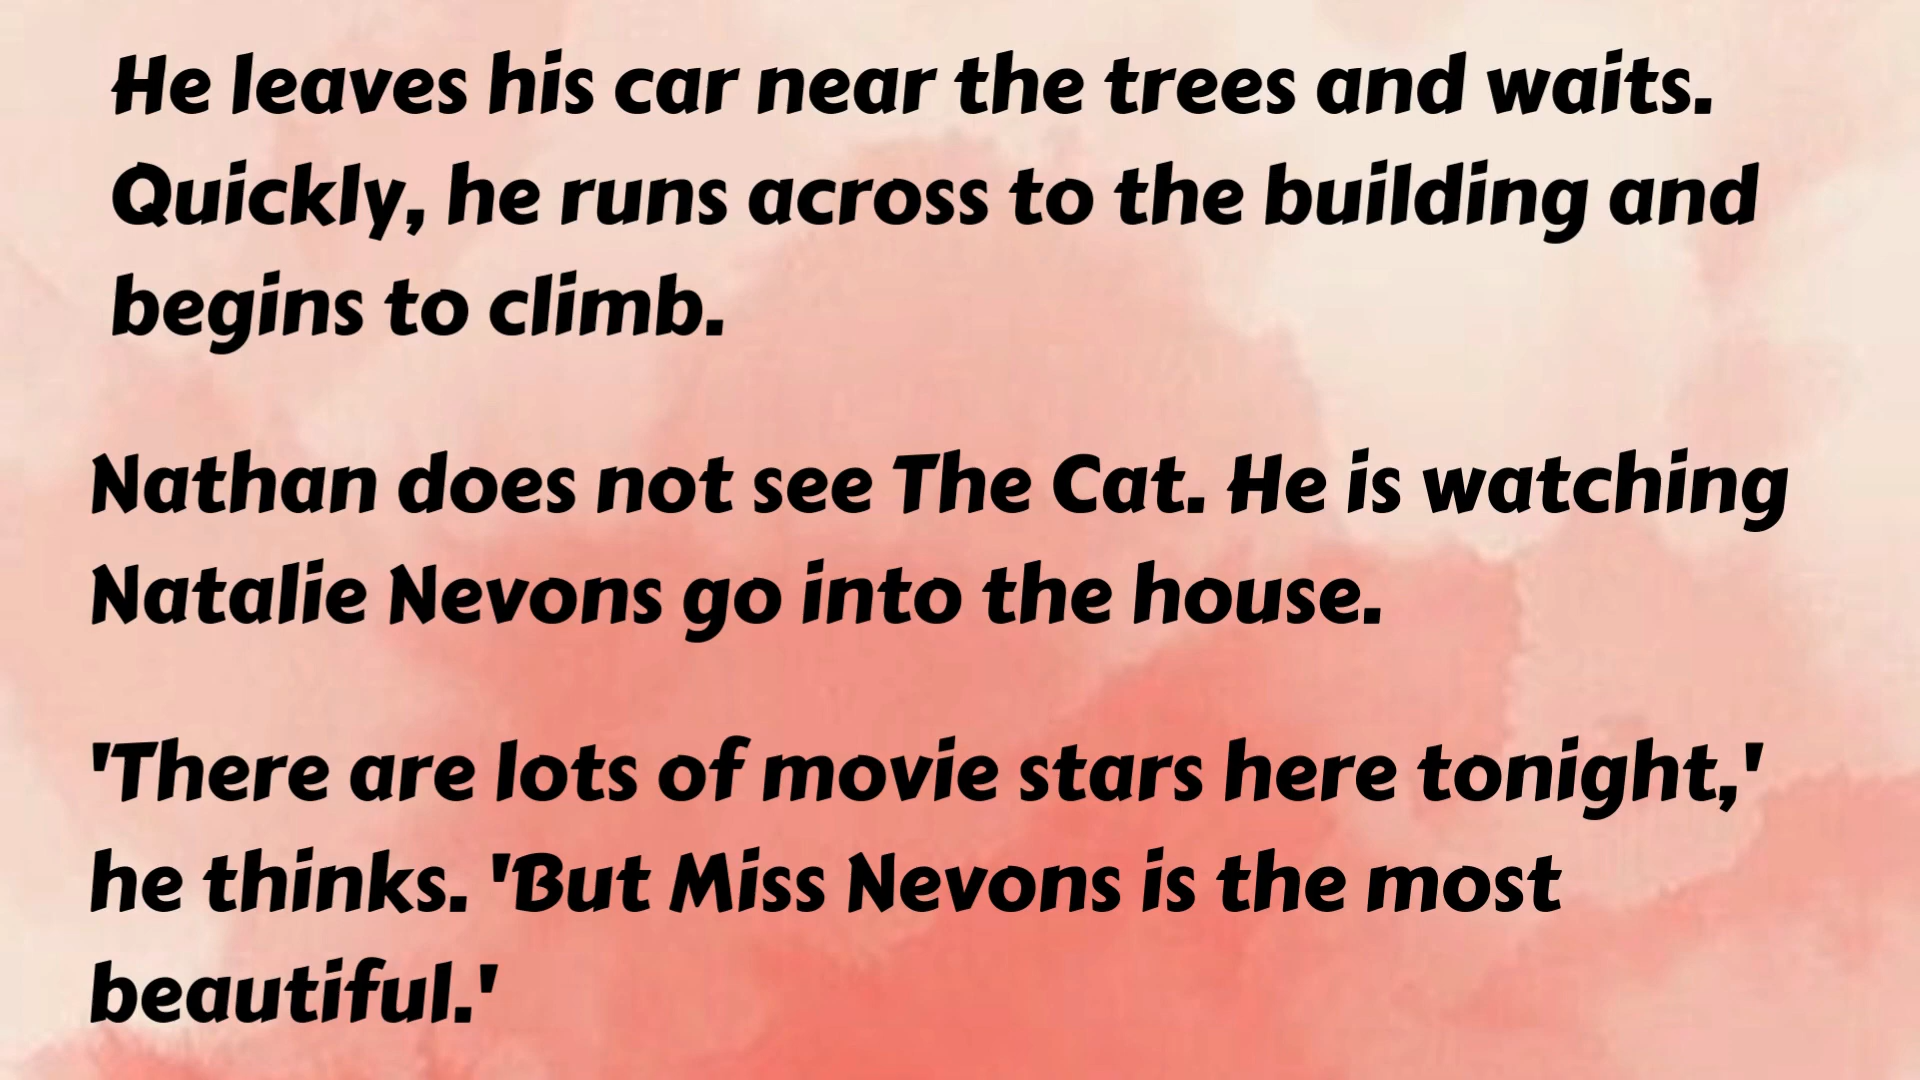 He leaves his car near the trees and waits.
Quickly, he runs across to the building and
begins to climb.
Nathan does not see The Cat. He is watching
Natalie Nevons go into the house.
'There are lots of movie stars here tonight,'
he thinks. 'But Miss Nevons is the most
beautiful.'